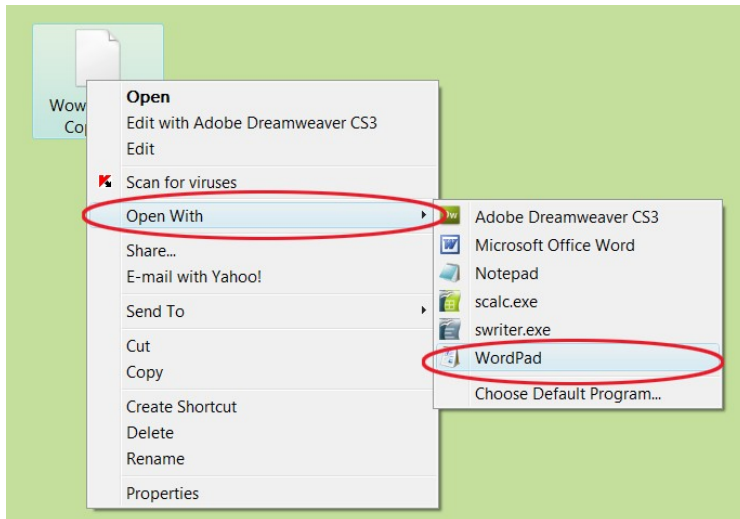 Wow
Co
Open
Edit with Adobe Dreamweaver CS3
Edit
Scan for viruses
Open With
Share...
E-mail with Yahoo!
Send To
Cut
Copy
Create Shortcut
Delete
Rename
Properties
Adobe Dreamweaver CS3
Microsoft Office Word
Notepad
scalc.exe
swriter.exe
WordPad
Choose Default Program...